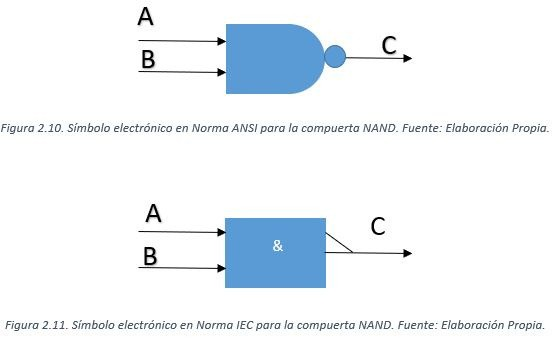 A
B
C
Figura 2.10. Símbolo electrónico en Norma ANSI para la compuerta NAND. Fuente: Elaboración Propia.
A
B
&
C
Figura 2.11. Símbolo electrónico en Norma IEC para la compuerta NAND. Fuente: Elaboración Propia.